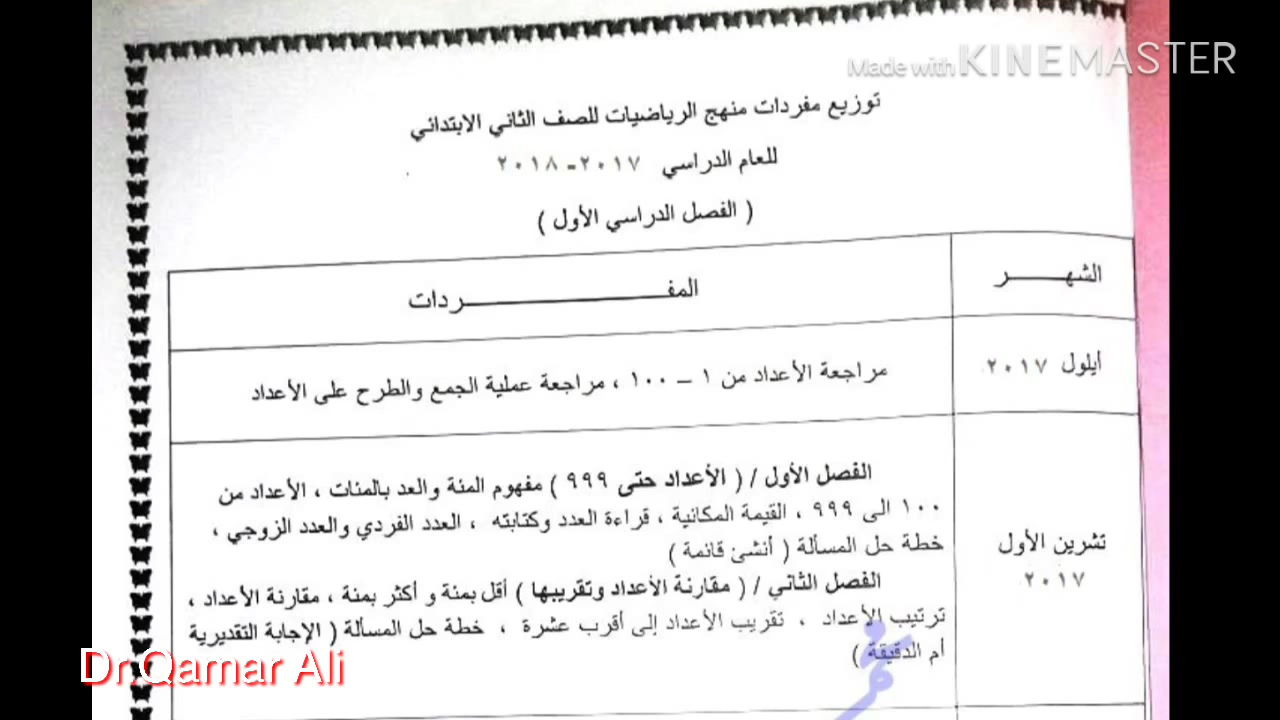 Made with KINEMASTER
توزيع مفردات منهج الرياضيات للصف الثاني الابتدائي
للعام الدراسي ٢٠١٧ - ٢٠١٨
( الفصل الدراسي الأول )
الشهـــــر
المفـــــــــــــــردات
أيلول ٢٠١٧
مراجعة الأعداد من ١ – ١٠٠ ، مراجعة عملية الجمع والطرح على الأعداد
تشرين الأول
٢٠١٧
الفصل الأول / ( الأعداد حتى ٩٩٩ ) مفهوم المئة والعد بالمئات ، الأعداد من
١٠٠ الى ٩٩٩ ، القيمة المكانية ، قراءة العدد وكتابته ، العدد الفردي والعدد الزوجي ،
خطة حل المسألة ( أنشئ قائمة )
الفصل الثاني / ( مقارنة الأعداد وتقريبها ) أقل بمئة و أكثر بمئة ، مقارنة الأعداد ،
ترتيب الأعداد ، تقريب الأعداد إلى أقرب عشرة ، خطة حل المسألة ( الإجابة التقديرية
أم الدقيقة )
Dr.Qamar Ali